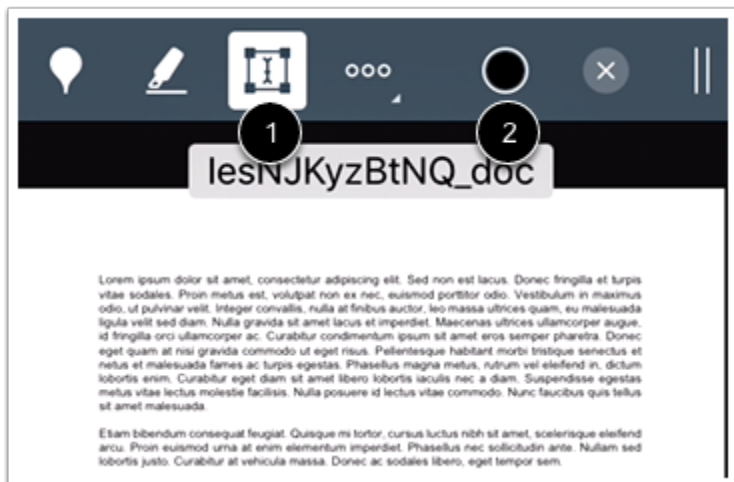 1
2
IesNJKyzBtNQ_doc
Lorem ipsum dolor sit amet, consectetur adipiscing elit. Sed non est lacus. Donec fringilla et turpis
vitae sodales. Proin metus est, volutpat non ex nec, euismod porttitor odio. Vestibulum in maximus
odio, ut pulvinar velit. Integer convallis, nulla at finibus auctor, leo massa ultrices quam, eu malesuada
ligula velit sed diam. Nulla gravida sit amet lacus et imperdiet. Maecenas ultrices ullamcorper augue,
id fringilla orci ullamcorper ac. Curabitur condimentum ipsum sit amet eros semper pharetra. Donec
eget quam at nisi gravida commodo ut eget risus. Pellentesque habitant morbi tristique senectus et
netus et malesuada fames ac turpis egestas. Phasellus magna metus, rutrum vel eleifend in, dictum
lobortis enim. Curabitur eget diam sit amet libero lobortis iaculis nec a diam. Suspendisse egestas
metus vitae lectus molestie facilisis. Nulla posuere id lectus vitae commodo. Nunc faucibus quis tellus
sit amet malesuada.
Etiam bibendum consequat feugiat. Quisque mi tortor, cursus luctus nibh sit amet, scelerisque eleifend
arcu. Proin euismod urna at enim elementum imperdiet. Phasellus nec sollicitudin ante. Nullam sed
lobortis justo. Curabitur at vehicula massa. Donec ac sodales libero, eget tempor sem.